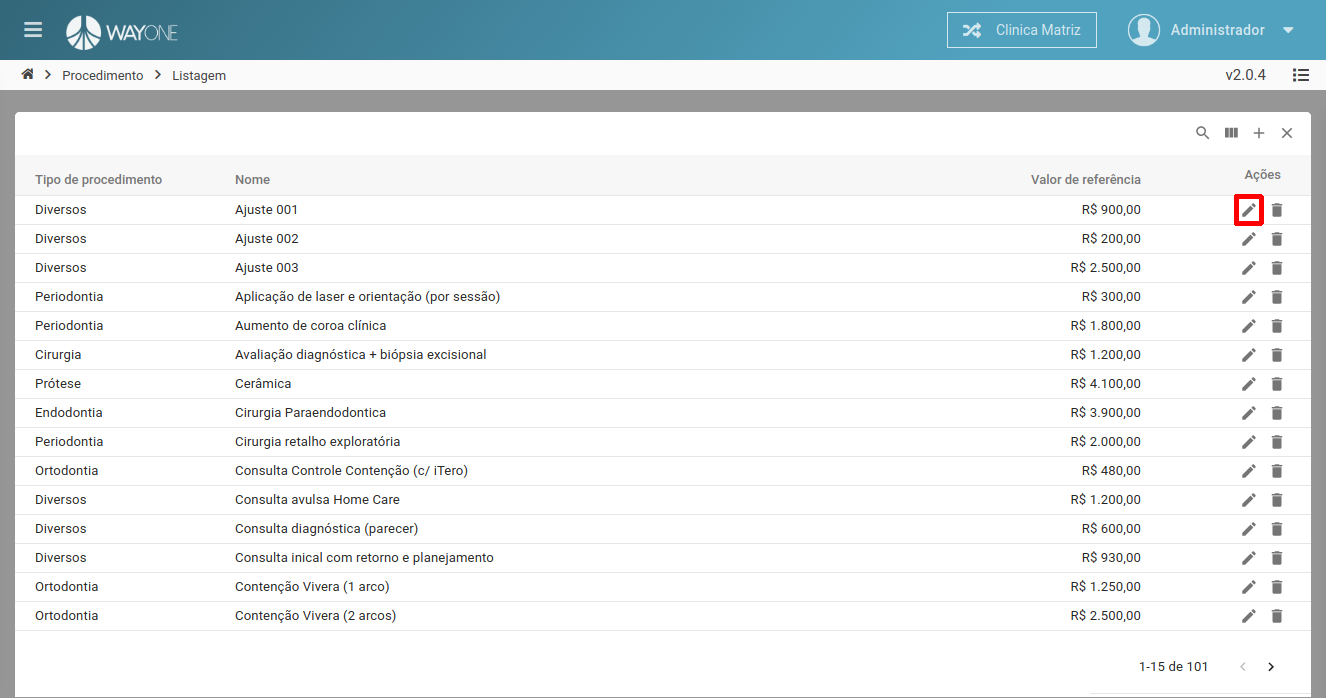 WAYONE Clinica Matriz Administrador
Procedimento Listagem v2.0.4
Tipo de procedimento Nome Valor de referência Ações
Diversos Ajuste 001 R$ 900,00
Diversos Ajuste 002 R$ 200,00
Diversos Ajuste 003 R$ 2.500,00
Periodontia Aplicação de laser e orientação (por sessão) R$ 300,00
Periodontia Aumento de coroa clínica R$ 1.800,00
Cirurgia Avaliação diagnóstica + biópsia excisional R$ 1.200,00
Prótese Cerâmica R$ 4.100,00
Endodontia Cirurgia Paraendodontica R$ 3.900,00
Periodontia Cirurgia retalho exploratória R$ 2.000,00
Ortodontia Consulta Controle Contenção (c/ iTero) R$ 480,00
Diversos Consulta avulsa Home Care R$ 1.200,00
Diversos Consulta diagnóstica (parecer) R$ 600,00
Diversos Consulta inical com retorno e planejamento R$ 930,00
Ortodontia Contenção Vivera (1 arco) R$ 1.250,00
Ortodontia Contenção Vivera (2 arcos) R$ 2.500,00
1-15 de 101